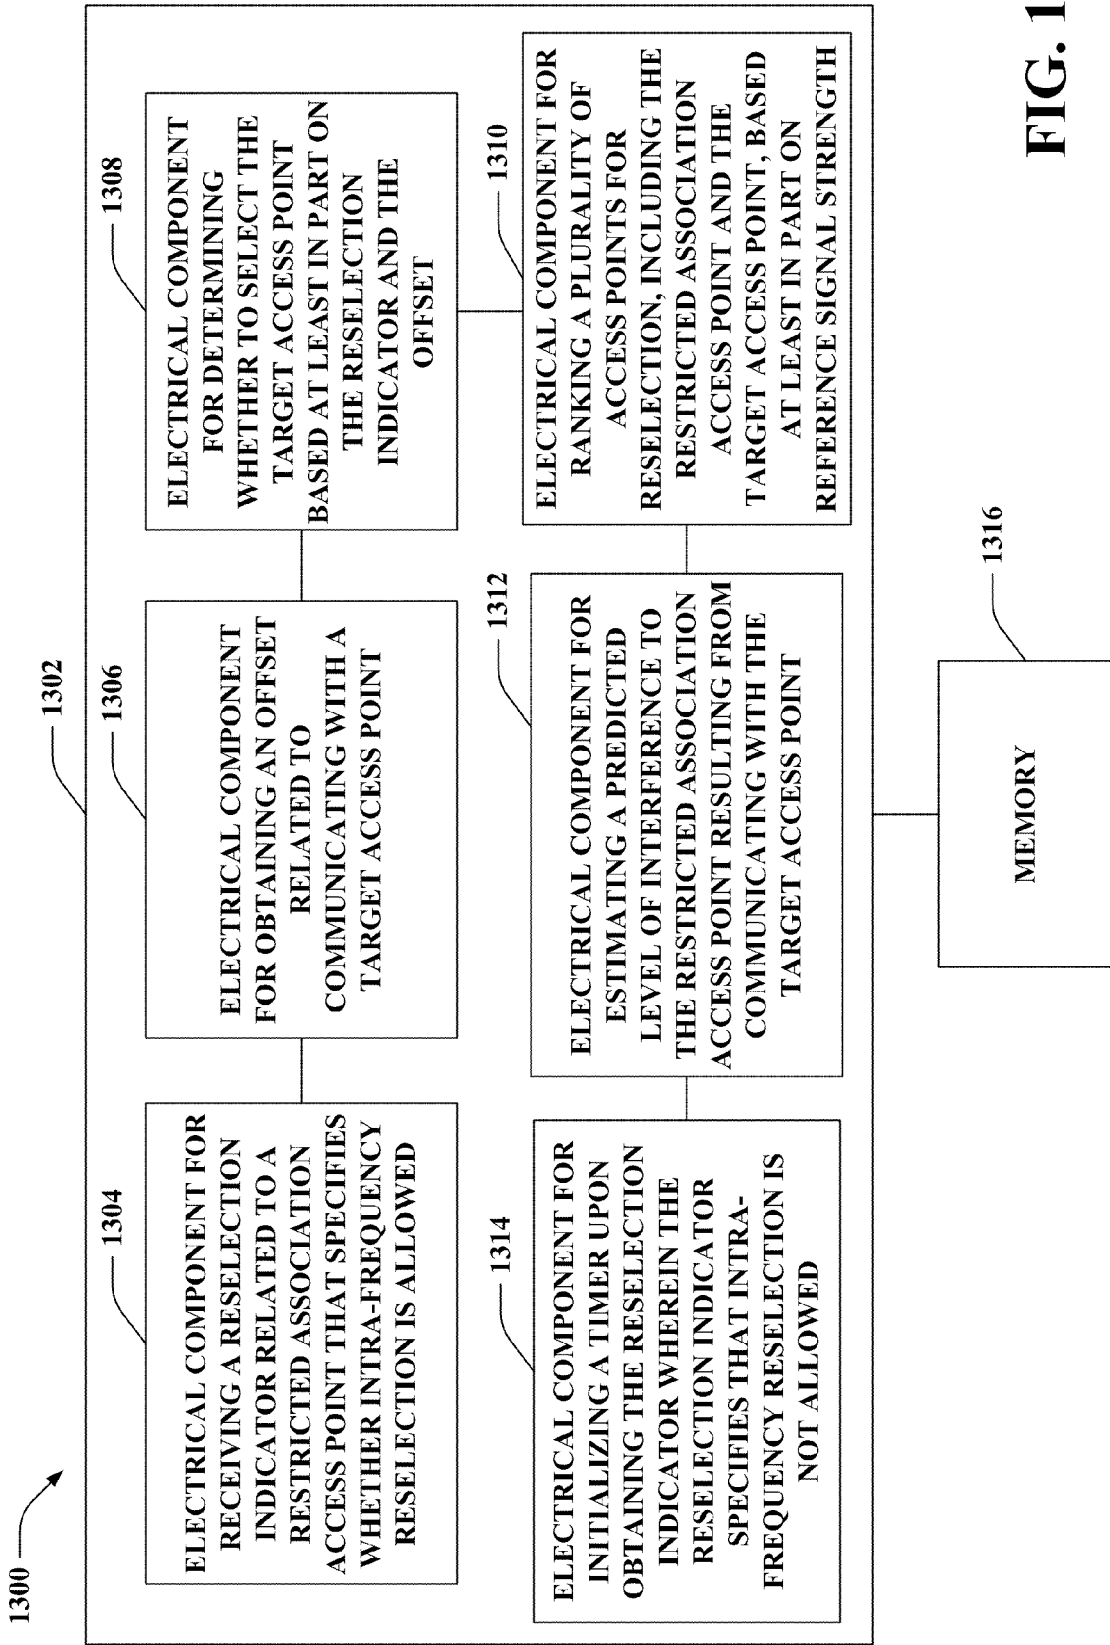 1300
1302
1304
ELECTRICAL COMPONENT FOR
RECEIVING A RESELECTION
INDICATOR RELATED TO A
RESTRICTED ASSOCIATION
ACCESS POINT THAT SPECIFIES
WHETHER INTRA-FREQUENCY
RESELECTION IS ALLOWED
1306
ELECTRICAL COMPONENT
FOR OBTAINING AN OFFSET
RELATED TO
COMMUNICATING WITH A
TARGET ACCESS POINT
1308
ELECTRICAL COMPONENT
FOR DETERMINING
WHETHER TO SELECT THE
TARGET ACCESS POINT
BASED AT LEAST IN PART ON
THE RESELECTION
INDICATOR AND THE
OFFSET
1314
ELECTRICAL COMPONENT FOR
INITIALIZING A TIMER UPON
OBTAINING THE RESELECTION
INDICATOR WHEREIN THE
RESELECTION INDICATOR
SPECIFIES THAT INTRA-
FREQUENCY RESELECTION IS
NOT ALLOWED
1312
ELECTRICAL COMPONENT FOR
ESTIMATING A PREDICTED
LEVEL OF INTERFERENCE TO
THE RESTRICTED ASSOCIATION
ACCESS POINT RESULTING FROM
COMMUNICATING WITH THE
TARGET ACCESS POINT
1310
ELECTRICAL COMPONENT FOR
RANKING A PLURALITY OF
ACCESS POINTS FOR
RESELECTION, INCLUDING THE
RESTRICTED ASSOCIATION
ACCESS POINT AND THE
TARGET ACCESS POINT, BASED
AT LEAST IN PART ON
REFERENCE SIGNAL STRENGTH
1316
MEMORY
FIG. 1